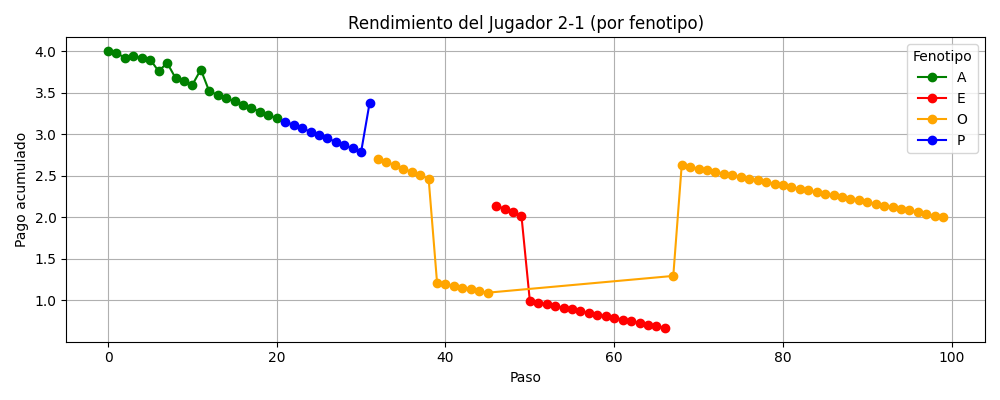 Rendimiento del Jugador 2-1 (por fenotipo)
Pago acumulado
4.0
3.5
3.0
2.5
2.0
1.5
1.0
Fenotipo
A
E
O
P
0 20 40 60 80 100
Paso